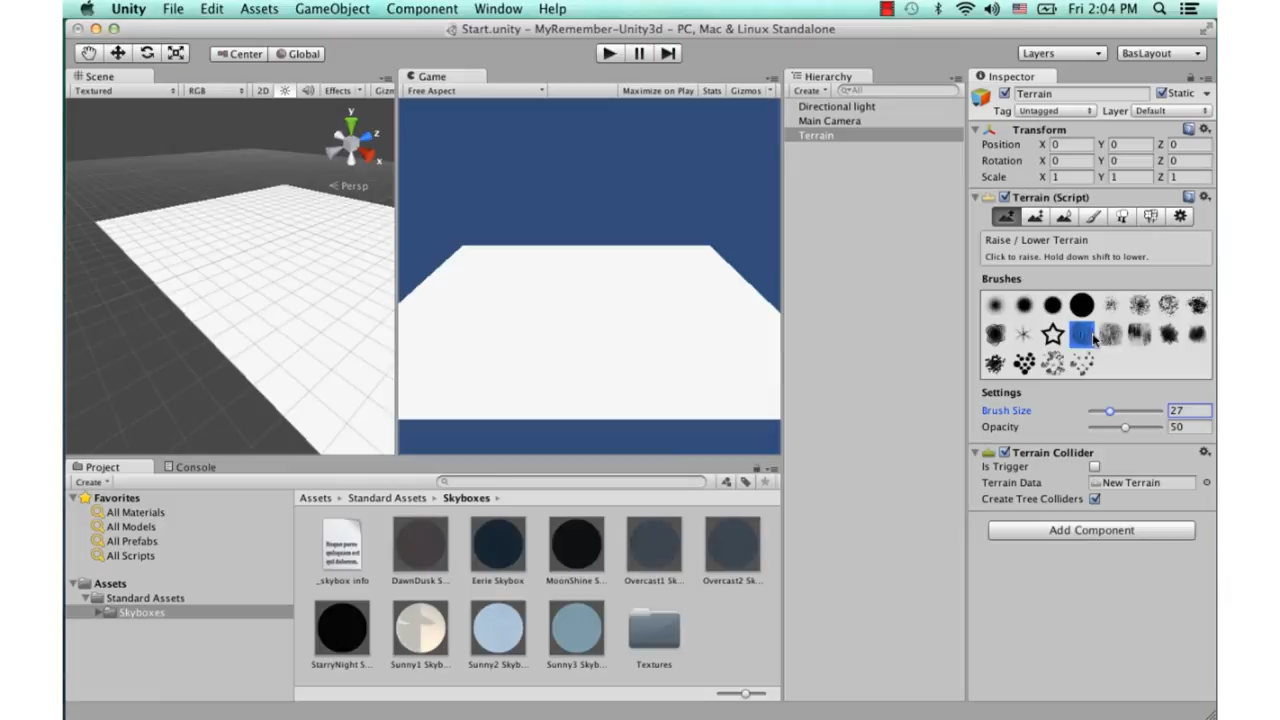 Unity File Edit Assets GameObject Component Window Help Fri 2:04 PM
Start.unity - MyRemember-Unity3d - PC, Mac & Linux Standalone
Center Global Layers BasLayout
Scene Game Hierarchy Inspector
Textured RGB 2D Effects Gizm
Free Aspect Maximize on Play Stats Gizmos
Create All
Terrain Static
Directional light
Main Camera
Terrain
Tag Untagged Layer Default
y
z
x
Persp
Transform
Position X 0 Y 0 Z 0
Rotation X 0 Y 0 Z 0
Scale X 1 Y 1 Z 1
Terrain (Script)
Raise / Lower Terrain
Click to raise. Hold down shift to lower.
Brushes
Settings
Brush Size 27
Opacity 50
Terrain Collider
Is Trigger
Terrain Data New Terrain
Create Tree Colliders
Add Component
Project Console
Create
Favorites
All Materials
All Models
All Prefabs
All Scripts
Assets
Standard Assets
Skyboxes
Assets Standard Assets Skyboxes
_skybox info DawnDusk S... Eerie Skybox MoonShine S... Overcast1 Sk... Overcast2 Sk...
StarryNight S... Sunny1 Skyb... Sunny2 Skyb... Sunny3 Skyb... Textures